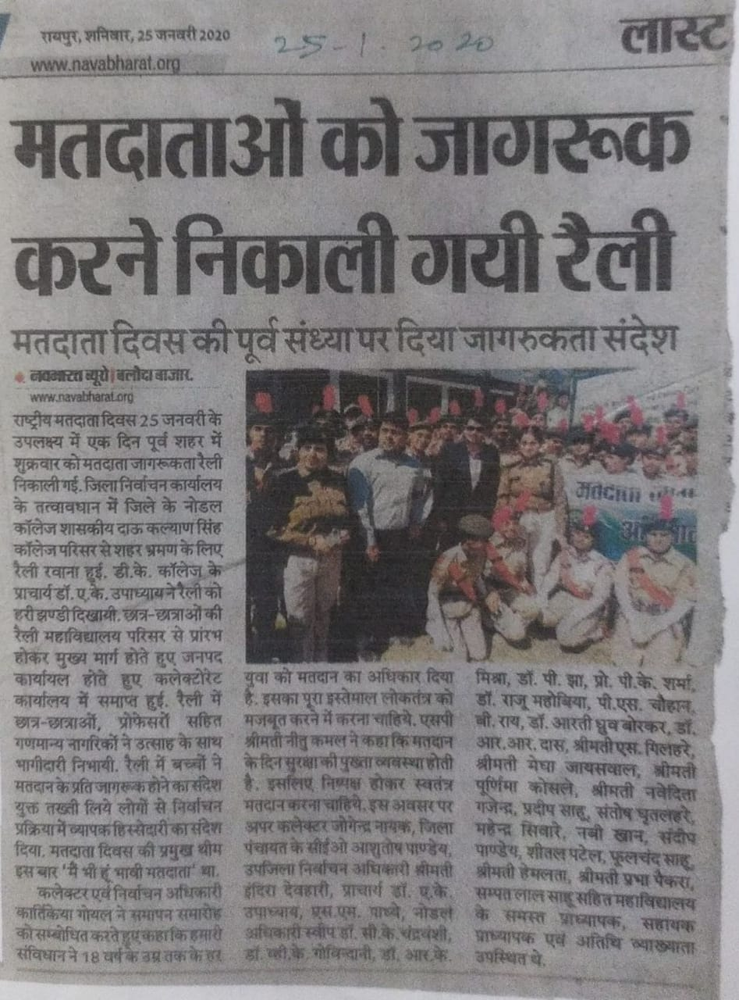 रायपुर, शनिवार, 25 जनवरी 2020
25-1.2020
लास्ट
www.navabharat.org
मतदाताओं को जागरूक
करने निकाली गयी रैली
मतदाता दिवस की पूर्व संध्या पर दिया जागरुकता संदेश
नवभारत ब्यूरो | बलौदा बाजार.
www.navabharat.org
राष्ट्रीय मतदाता दिवस 25 जनवरी के
उपलक्ष्य में एक दिन पूर्व शहर में
शुक्रवार को मतदाता जागरूकता रैली
निकाली गई. जिला निर्वाचन कार्यालय
के तत्वावधान में जिले के नोडल
कॉलेज शासकीय दाऊ कल्याण सिंह
कॉलेज परिसर से शहर भ्रमण के लिए
रैली रवाना हुई. डी.के. कॉलेज के
प्राचार्य डॉ. ए.के. उपाध्याय ने रैली को
हरी झण्डी दिखायी. छात्र-छात्राओं की
रैली महाविद्यालय परिसर से प्रारंभ
होकर मुख्य मार्ग होते हुए जनपद
कार्यायल होते हुए कलेक्टोरेट
कार्यालय में समाप्त हुई. रैली में
छात्र-छात्राओं, प्रोफेसरों सहित
गणमान्य नागरिकों ने उत्साह के साथ
भागीदारी निभायी. रैली में बच्चों ने
मतदान के प्रति जागरूक होने का संदेश
युक्त तख्ती लिये लोगों से निर्वाचन
प्रक्रिया में व्यापक हिस्सेदारी का संदेश
दिया. मतदाता दिवस की प्रमुख थीम
इस बार 'मैं भी हूं भावी मतदाता' था.
कलेक्टर एवं निर्वाचन अधिकारी
कार्तिकेया गोयल ने समापन समारोह
को सम्बोधित करते हुए कहा कि हमारी
संविधान ने 18 वर्ष के उम्र तक के हर
मतदाता
युवा को मतदान का अधिकार दिया
है. इसका पूरा इस्तेमाल लोकतंत्र को
मजबूत करने में करना चाहिये. एसपी
श्रीमती नीतु कमल ने कहा कि मतदान
के दिन सुरक्षा की पुख्ता व्यवस्था होती
है. इसलिए निष्पक्ष होकर स्वतंत्र
मतदान करना चाहिये. इस अवसर पर
अपर कलेक्टर जोगेन्द्र नायक, जिला
पंचायत के सीईओ आशुतोष पाण्डेय,
उपजिला निर्वाचन अधिकारी श्रीमती
इंदिरा देवहारी, प्राचार्य डॉ. ए.के.
उपाध्याय, एस.एम. पाध्ये, नोडल
अधिकारी स्वीप डॉ. सी.के. चंद्रवंशी,
डॉ. व्ही.के. गोविन्दानी, डॉ. आर.के.
मिश्रा, डॉ. पी. झा, प्रो. पी.के. शर्मा,
डॉ. राजू महोबिया, पी.एस. चौहान,
बी. राय, डॉ. आरती ध्रुव बोरकर, डॉ.
आर.आर. दास, श्रीमती एस. गिलहरे,
श्रीमती मेघा जायसवाल, श्रीमती
पूर्णिमा कोसले, श्रीमती नवेदिता
गजेन्द्र, प्रदीप साहू, संतोष घृतलहरे,
महेन्द्र सिवारे, नबी खान, संदीप
पाण्डेय, शीतल पटेल, फूलचंद साहू,
श्रीमती हेमलता, श्रीमती प्रभा पैकरा,
सम्पत लाल साहू सहित महाविद्यालय
के समस्त प्राध्यापक, सहायक
प्राध्यापक एवं अतिथि व्याख्याता
उपस्थित थे.